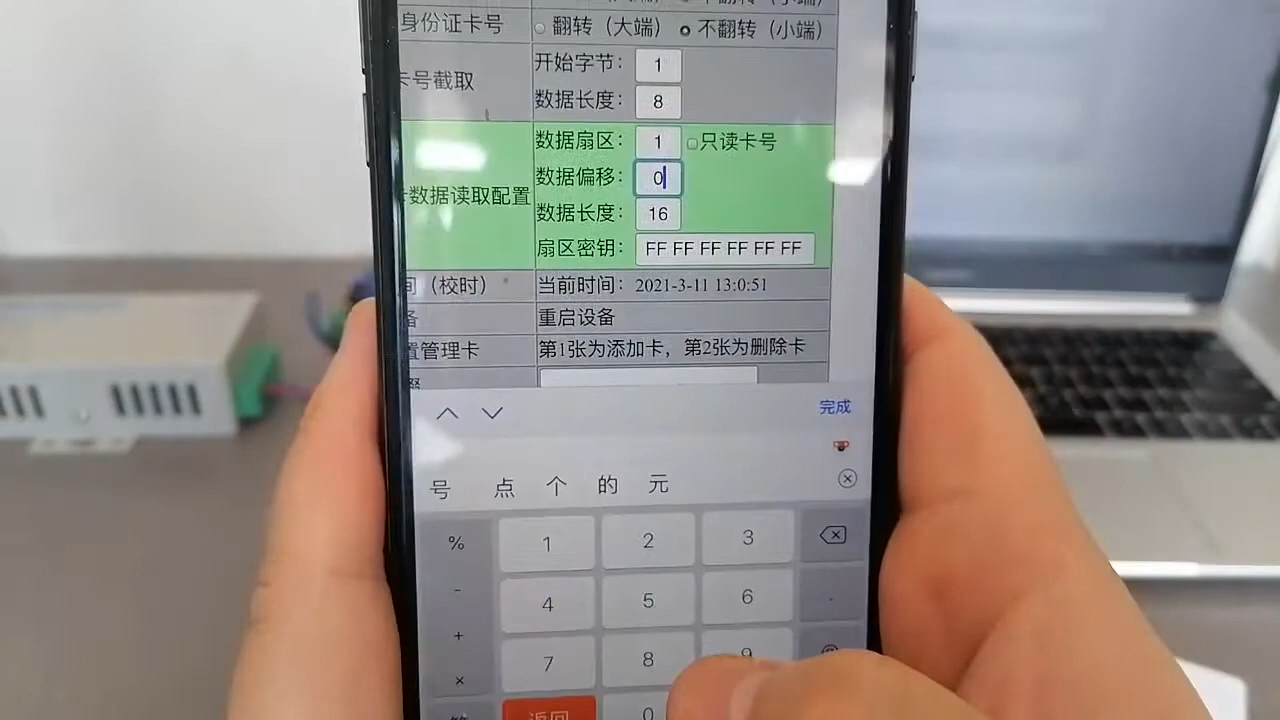 身份证卡号 翻转（大端） 不翻转（小端）
卡号截取
开始字节： 1
数据长度： 8
数据读取配置
数据扇区： 1 只读卡号
数据偏移： 0
数据长度： 16
扇区密钥： FF FF FF FF FF FF
间（校时） 当前时间：2021-3-11 13:0:51
备 重启设备
置管理卡 第1张为添加卡，第2张为删除卡
完成
号 点 个 的 元
% 1 2 3
- 4 5 6
+ 7 8 9
×
返回 0